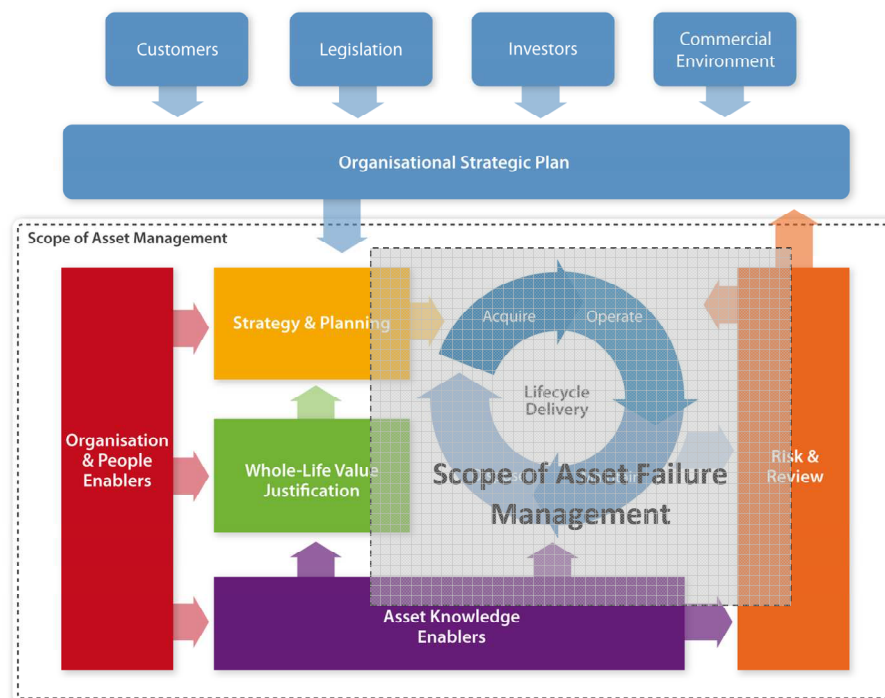 Customers
Legislation
Investors
Commercial
Environment
Organisational Strategic Plan
Scope of Asset Management
Strategy & Planning
Acquire
Operate
Lifecycle
Delivery
Organisation
& People
Enablers
Whole-Life Value
Justification
Scope of Asset Failure
Management
Risk &
Review
Asset Knowledge
Enablers